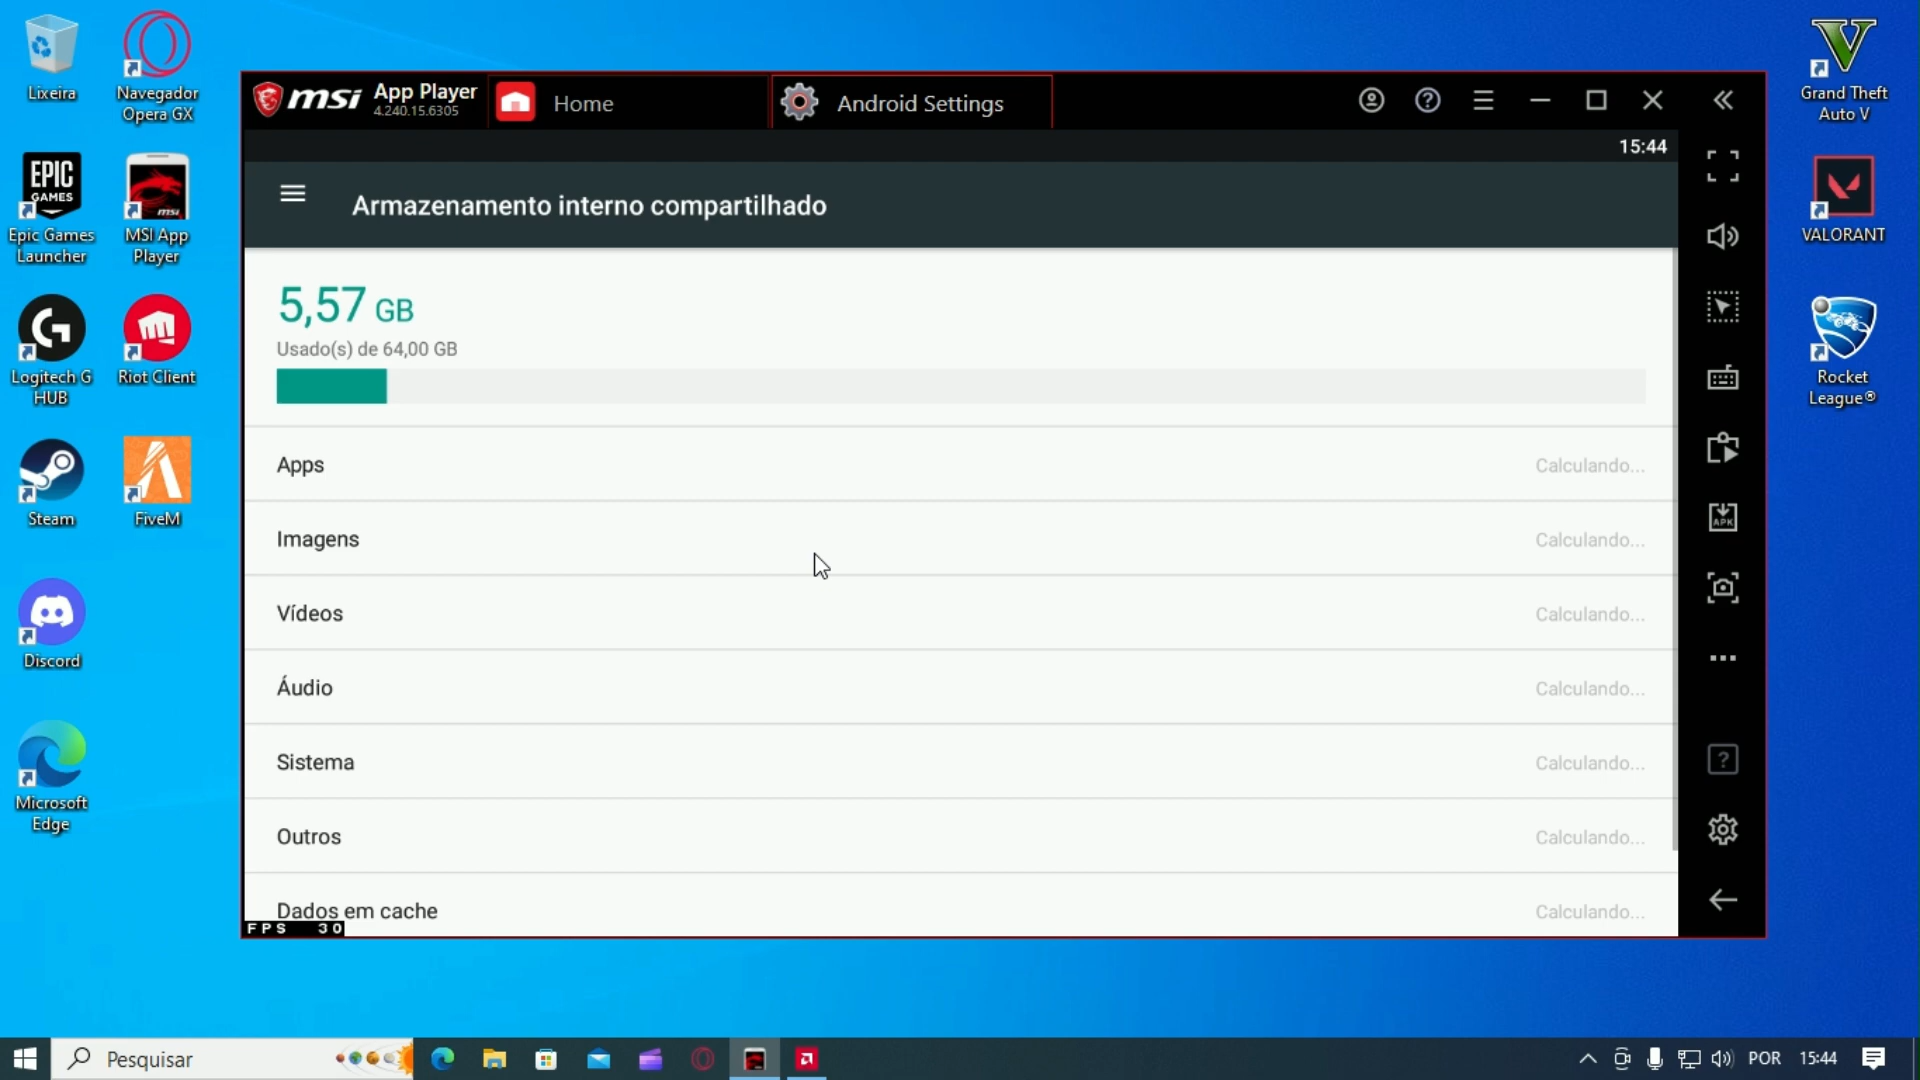 Lixeira
Navegador
Opera GX
EPIC
GAMES
Epic Games
Launcher
msi
MSI App
Player
Logitech G
HUB
Riot Client
Steam
FiveM
Discord
Microsoft
Edge
msi
App Player
4.240.15.6305
Home
Android Settings
15:44
Armazenamento interno compartilhado
5,57 GB
Usado(s) de 64,00 GB
Apps
Calculando...
Imagens
Calculando...
Vídeos
Calculando...
Áudio
Calculando...
Sistema
Calculando...
Outros
Calculando...
Dados em cache
Calculando...
FPS 30
APK
Grand Theft
Auto V
VALORANT
Rocket
League®
Pesquisar
POR
15:44